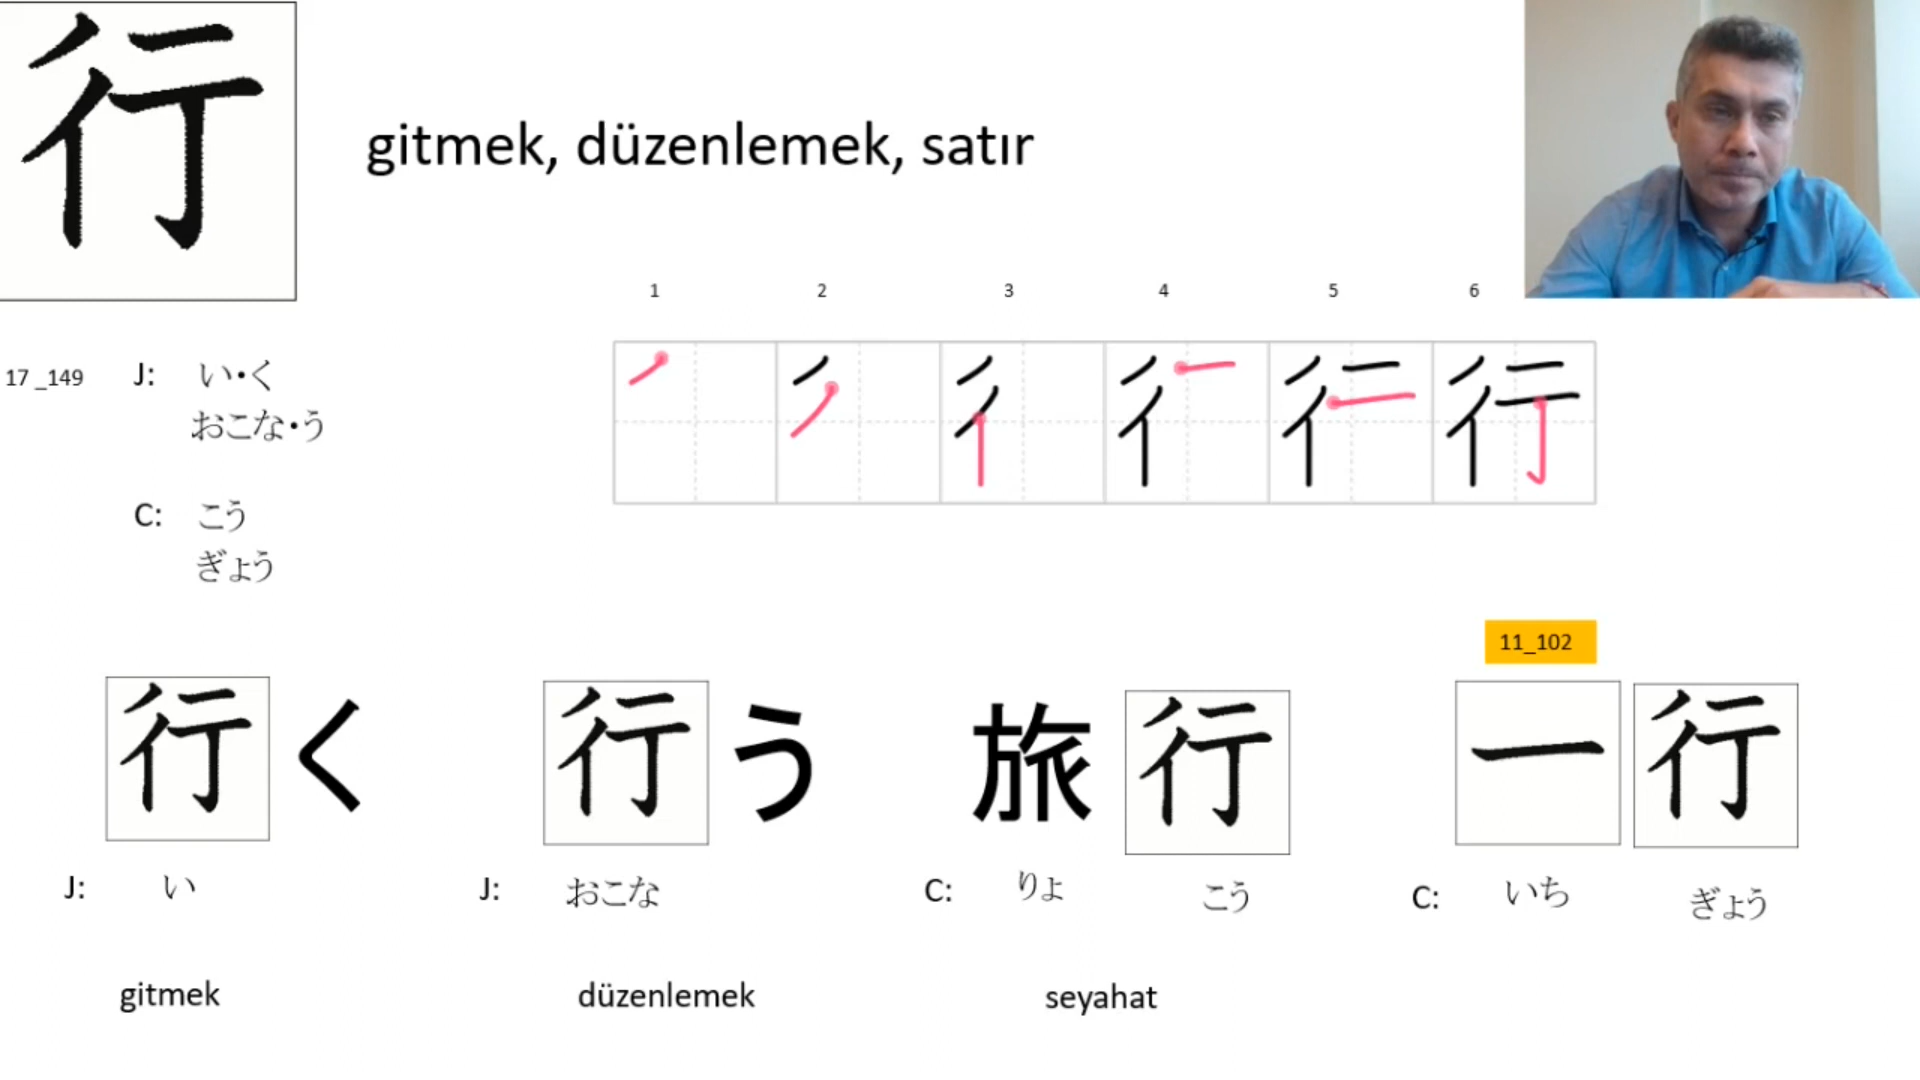 行
gitmek, düzenlemek, satır
1 2 3 4 5 6
行
17_149 J: い・く
おこな・う
C: こう
ぎょう
11_102
行く 行う 旅行 一行
J: い J: おこな C: りょ こう C: いち ぎょう
gitmek düzenlemek seyahat